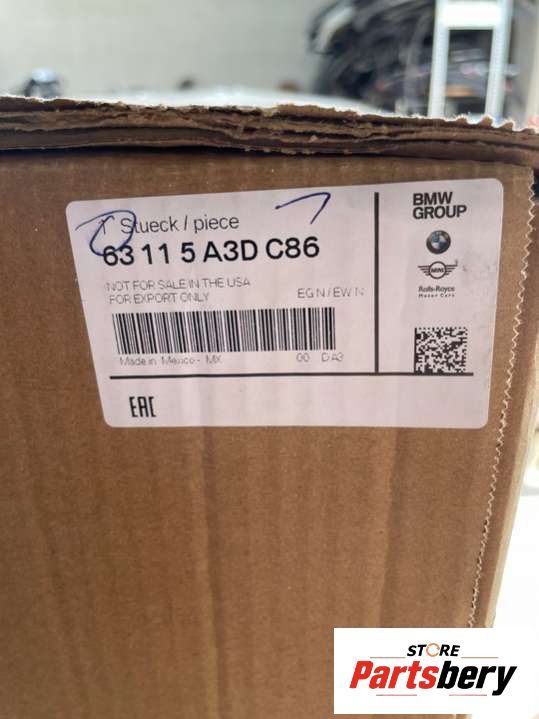 1 Stueck / piece
63 11 5 A3D C86
NOT FOR SALE IN THE USA
FOR EXPORT ONLY
EG N / EW N
Made in Mexico - MX
00 DA3
EAC
BMW
GROUP
MINI
Rolls-Royce
Motor Cars
STORE
Partsbery